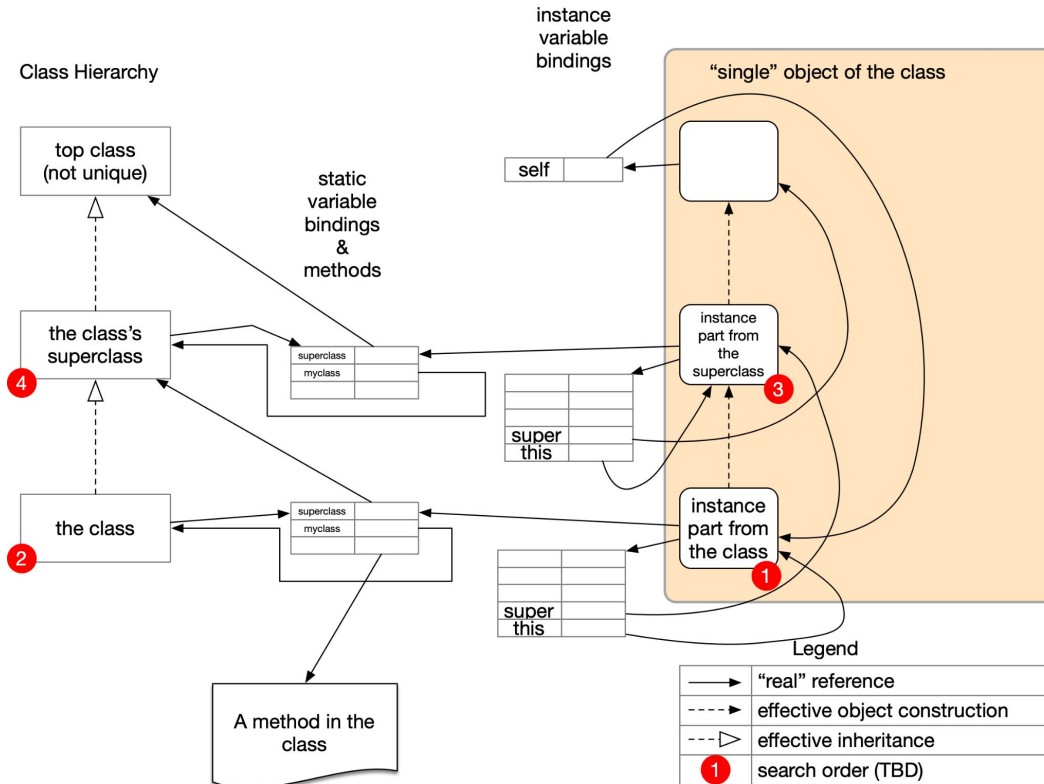 instance
variable
bindings
Class Hierarchy
“single” object of the class
top class
(not unique)
self
static
variable
bindings
&
methods
the class’s
superclass
4
superclass
myclass
instance
part from
the
superclass
3
super
this
the class
2
superclass
myclass
instance
part from
the class
1
super
this
A method in the
class
Legend
“real” reference
effective object construction
effective inheritance
1
search order (TBD)